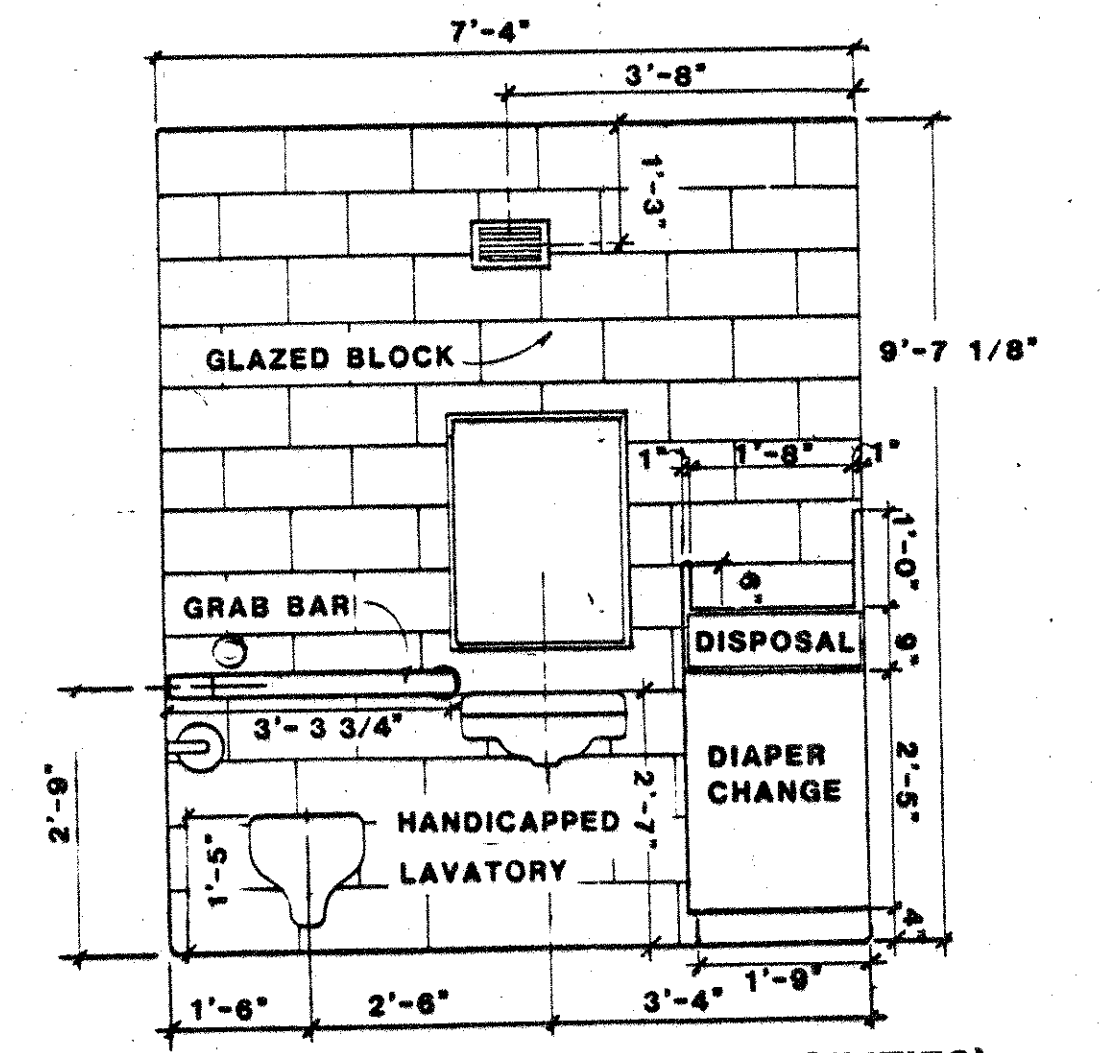 7'-4"
3'-8"
1'-3"
GLAZED BLOCK
9'-7 1/8"
1"
1'-8"
1"
1'-0"
6"
GRAB BAR
DISPOSAL
9"
3'- 3 3/4"
DIAPER
CHANGE
2'-9"
2'-7"
2'-5"
HANDICAPPED
LAVATORY
1'-5"
4"
1'-9"
1'-6"
2'-6"
3'-4"